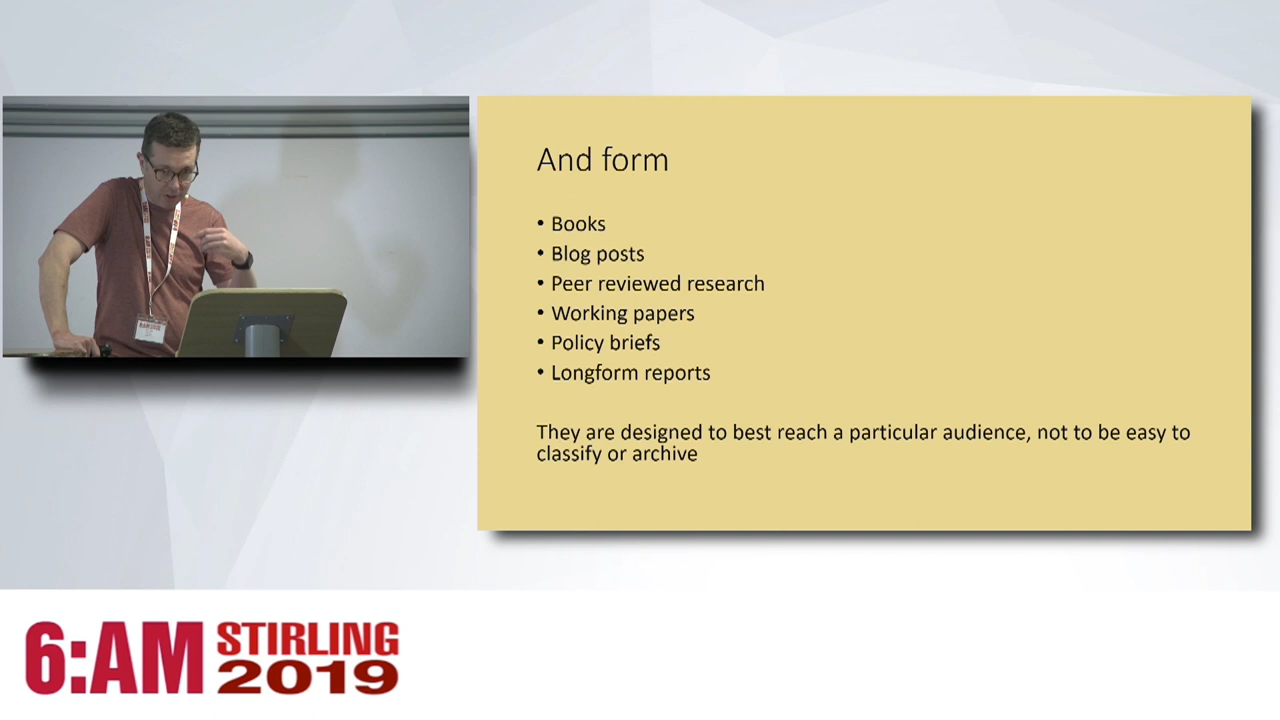 And form
• Books
• Blog posts
• Peer reviewed research
• Working papers
• Policy briefs
• Longform reports
They are designed to best reach a particular audience, not to be easy to
classify or archive
6:AM STIRLING
2019